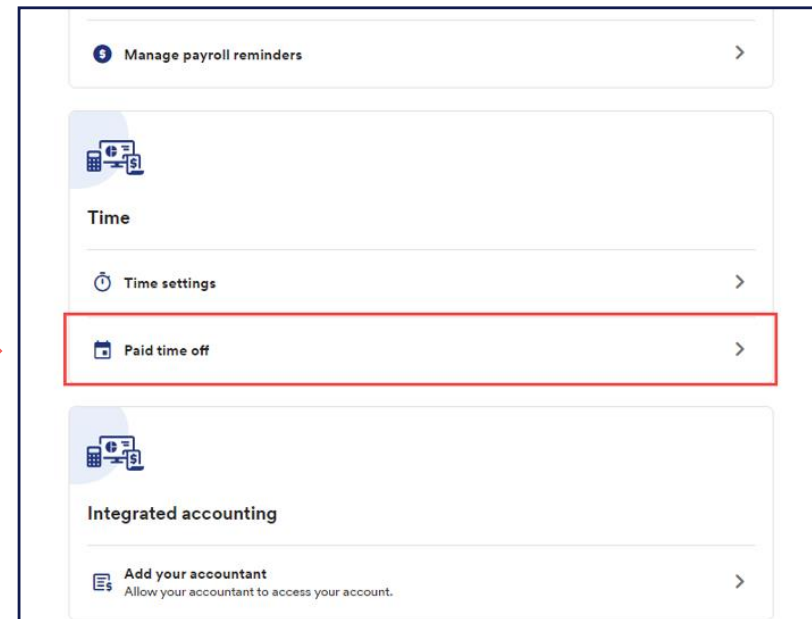 Manage payroll reminders
Time
Time settings
Paid time off
Integrated accounting
Add your accountant
Allow your accountant to access your account.